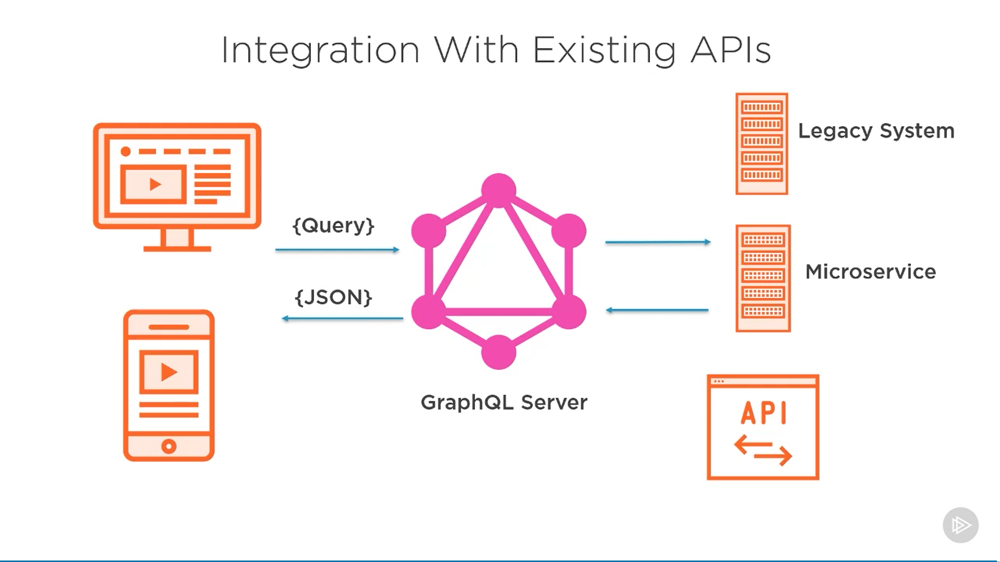 Integration With Existing APIs
Legacy System
{Query}
Microservice
{JSON}
GraphQL Server
API